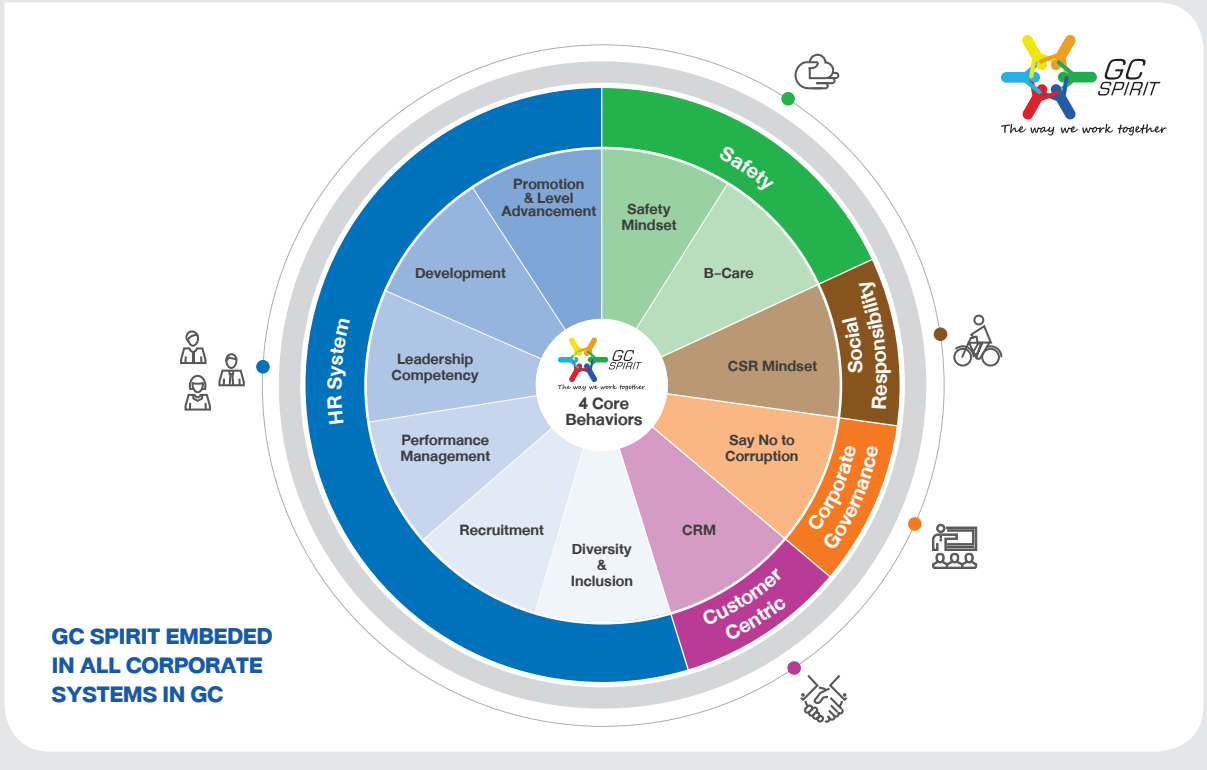 GC
SPIRIT
The way we work together
Safety
Promotion
& Level
Advancement
Safety
Mindset
Development
B-Care
Social
Responsibility
HR System
Leadership
Competency
CSR Mindset
GC
SPIRIT
The way we work together
4 Core
Behaviors
Performance
Management
Say No to
Corruption
Corporate
Governance
Recruitment
Diversity
&
Inclusion
CRM
Customer
Centric
GC SPIRIT EMBEDED
IN ALL CORPORATE
SYSTEMS IN GC